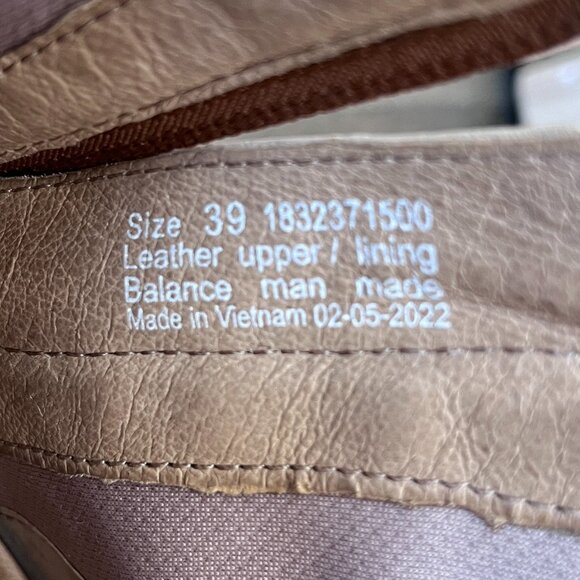 Size 39 1832371500
Leather upper / lining
Balance man made
Made in Vietnam 02-05-2022